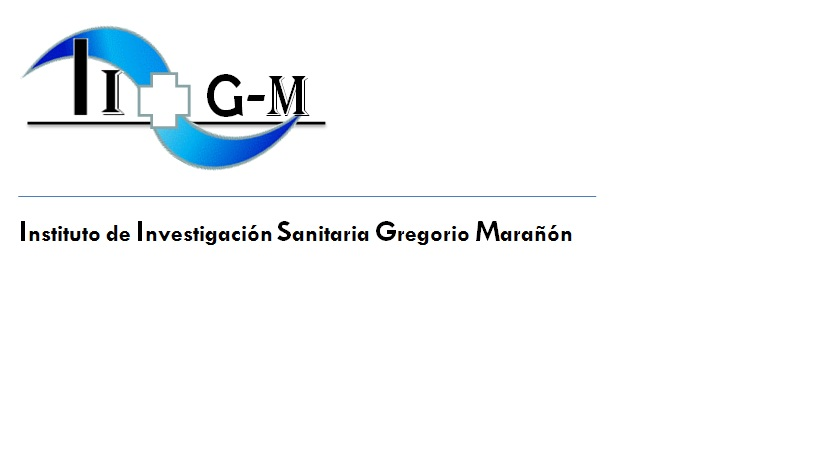 II G-M
Instituto de Investigación Sanitaria Gregorio Marañón